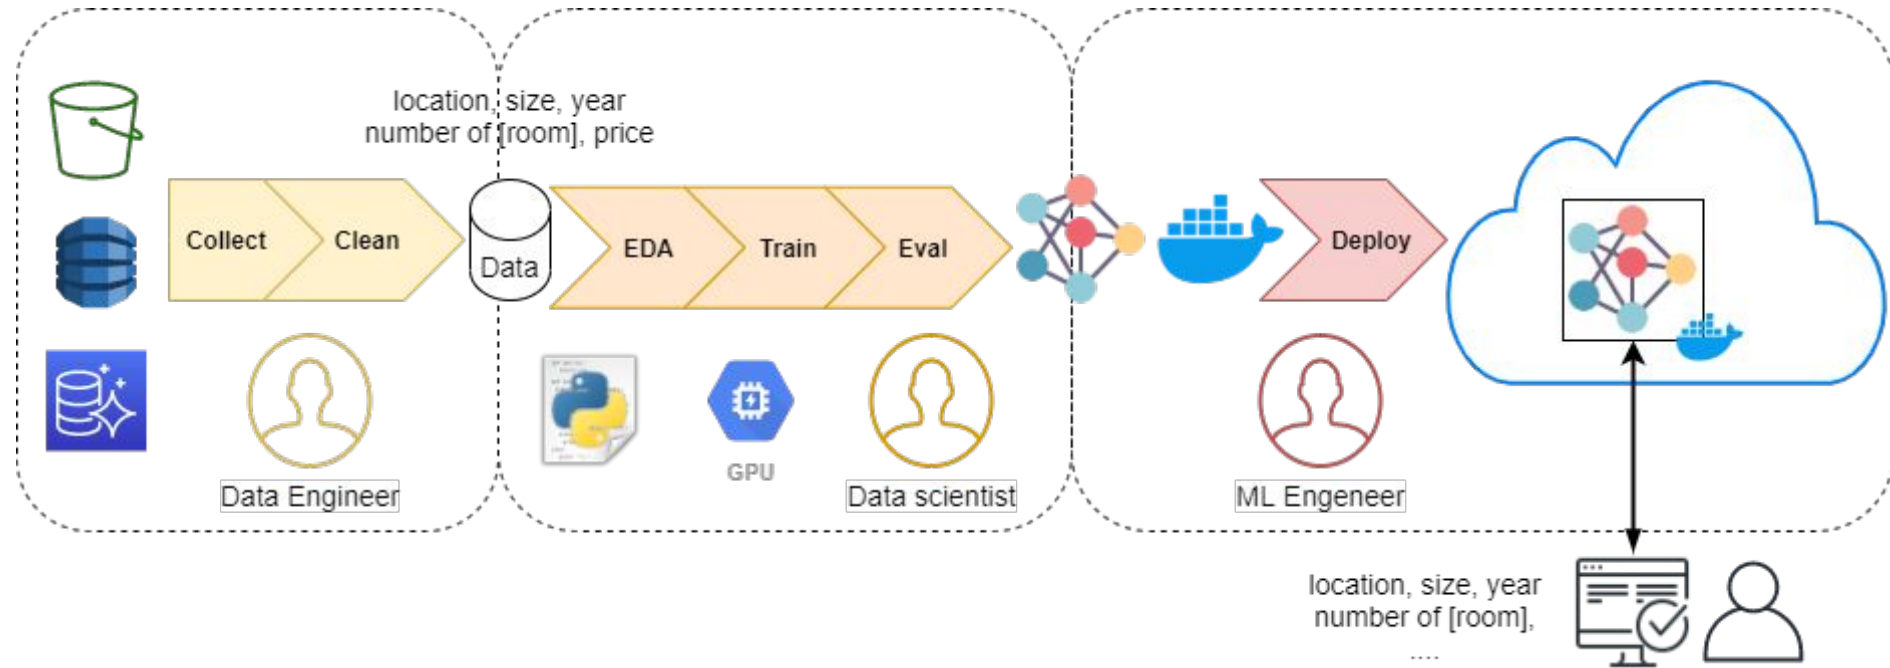 location, size, year
number of [room], price
Collect
Clean
Data
EDA
Train
Eval
Deploy
GPU
Data Engineer
Data scientist
ML Engeneer
location, size, year
number of [room],
....